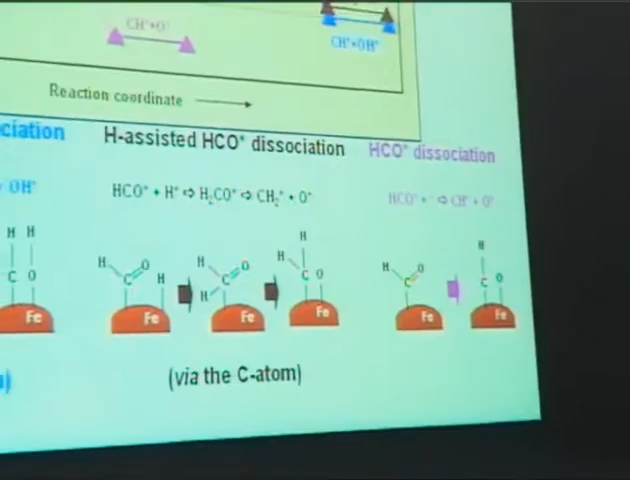 CH*+O*
CH*+OH*
Reaction coordinate
ciation
H-assisted HCO* dissociation
HCO* dissociation
OH*
HCO* + H* ⇨ H₂CO* ⇨ CH₂* + O*
HCO* + * ⇨ CH* + O*
H H
C O
Fe
H
C
O
H
Fe
H
C
O
H
Fe
H
H
C O
Fe
H
C
O
Fe
H
C O
Fe
(via the C-atom)